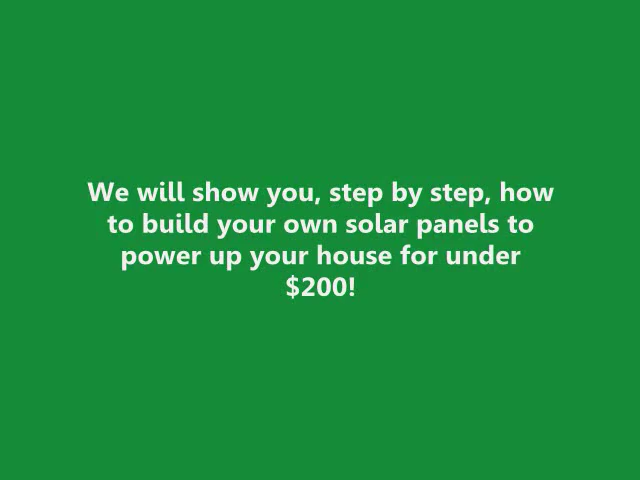 We will show you, step by step, how
to build your own solar panels to
power up your house for under
$200!